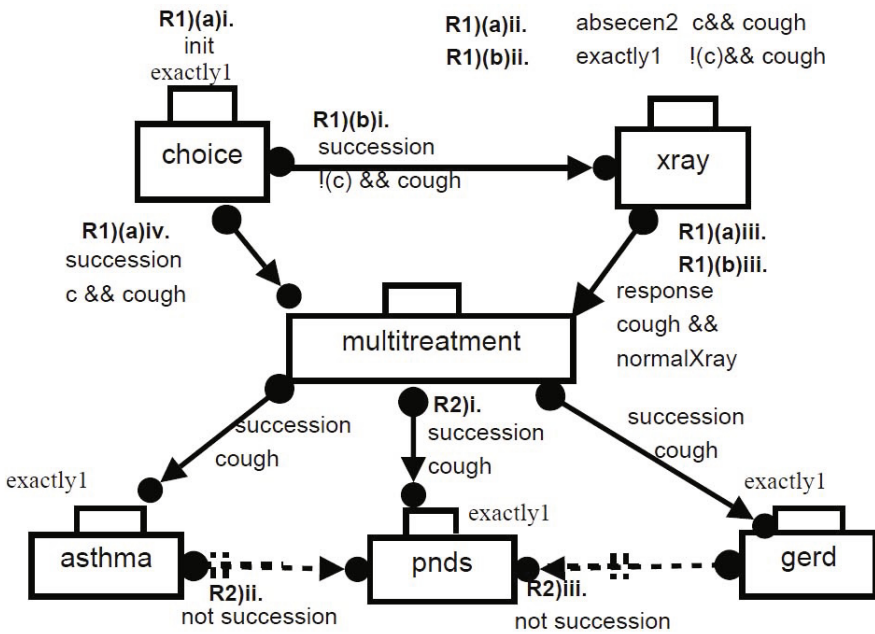 R1)(a)i.
init
exactly1
choice
R1)(a)ii. absecen2 c&& cough
R1)(b)ii. exactly1 !(c)&& cough
xray
R1)(b)i.
succession
!(c) && cough
R1)(a)iv.
succession
c && cough
R1)(a)iii.
R1)(b)iii.
response
cough &&
normalXray
multitreatment
succession
cough
R2)i.
succession
cough
succession
cough
exactly1
asthma
exactly1
pnds
exactly1
gerd
R2)ii.
not succession
R2)iii.
not succession